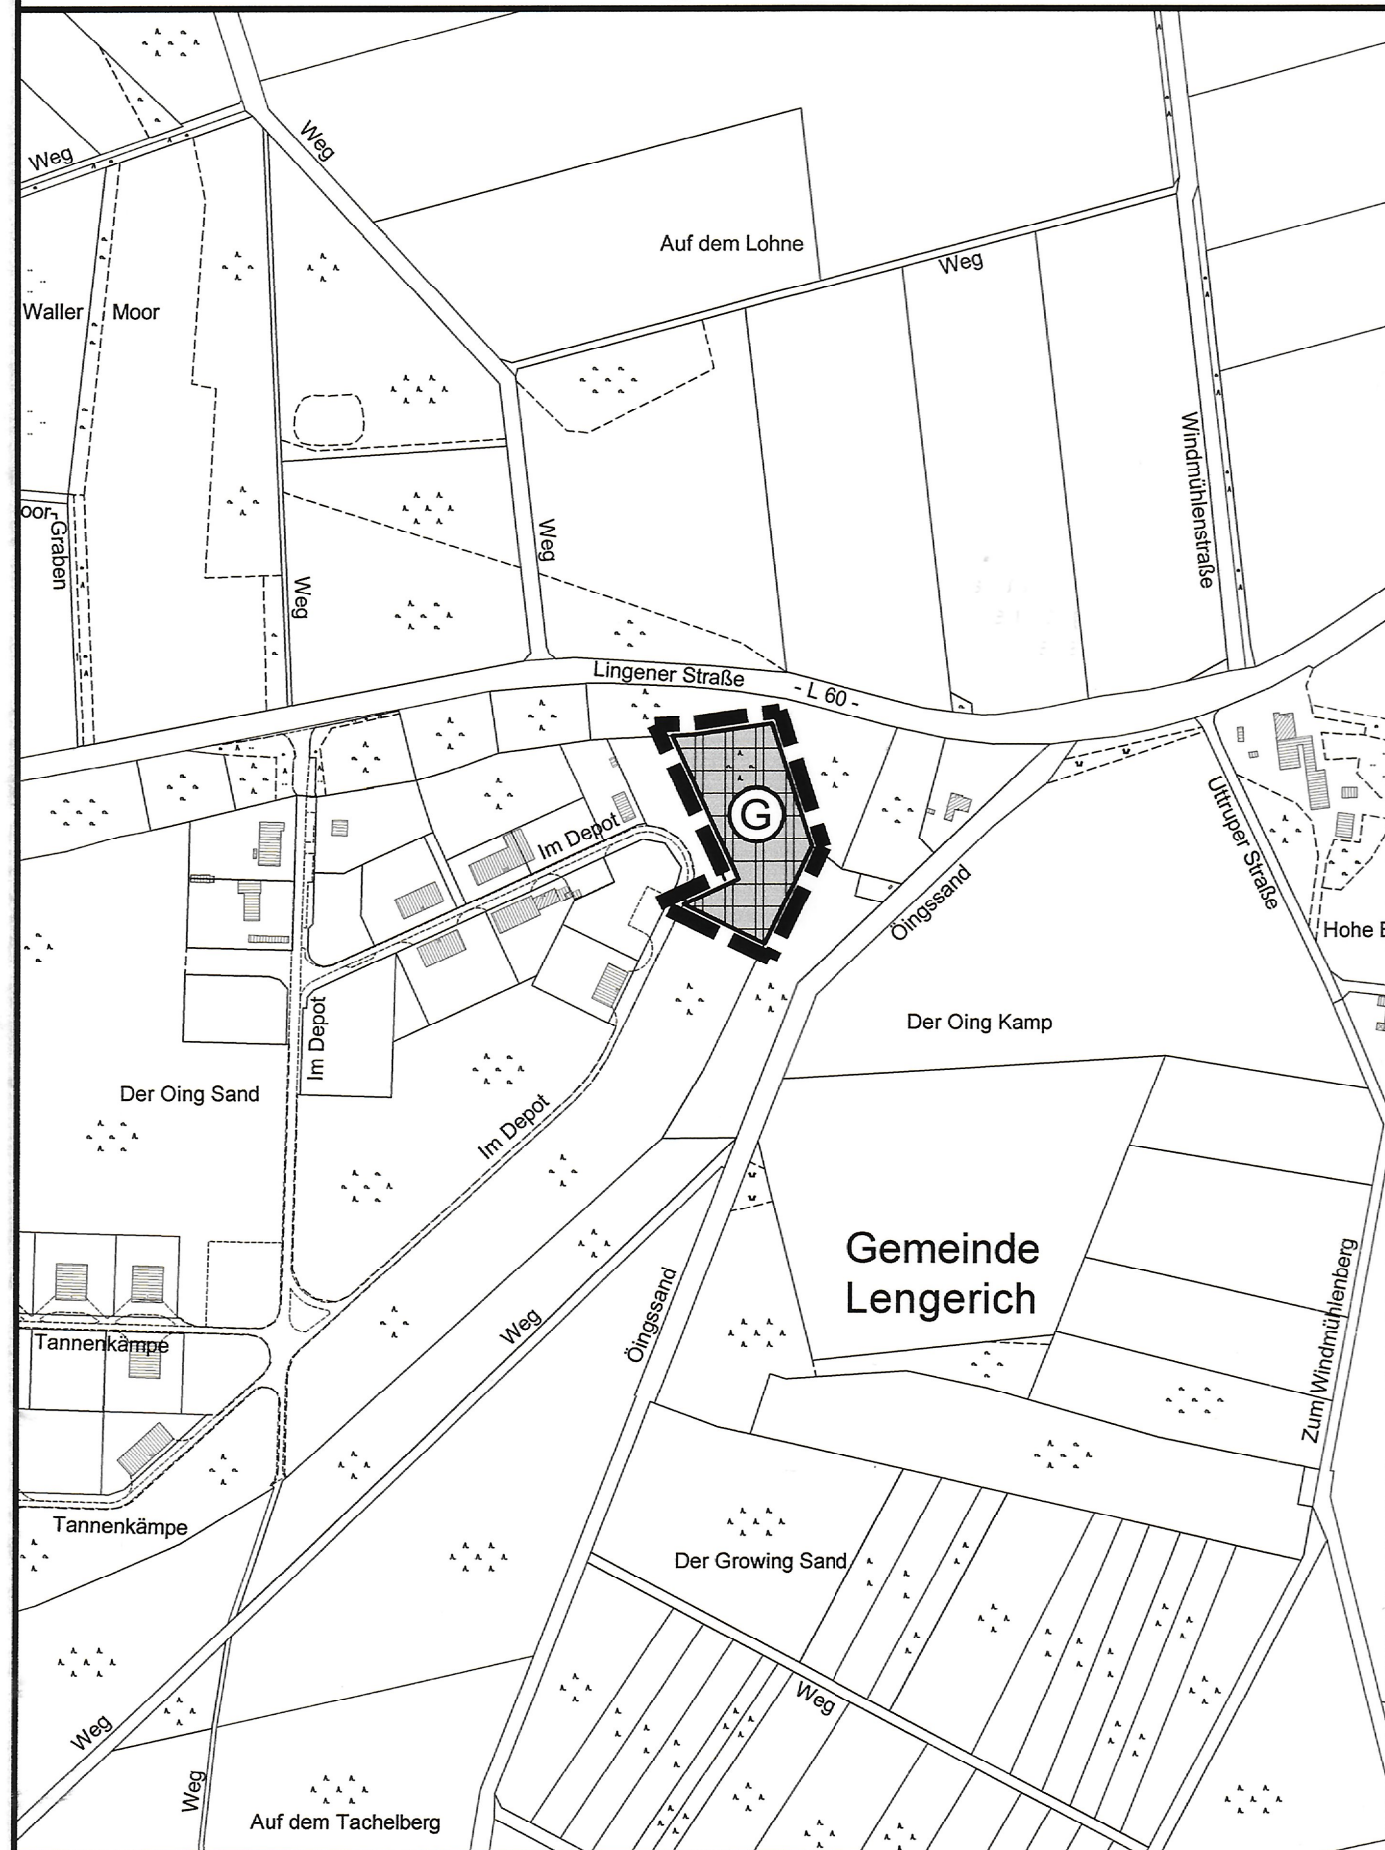 Weg
Weg
Auf dem Lohne
Weg
Waller Moor
Windmühlenstraße
oor-
Graben
Weg
Weg
Lingener Straße
- L 60 -
Uttruper Straße
G
Im Depot
Öingssand
Hohe
Im Depot
Der Oing Kamp
Der Oing Sand
Im Depot
Gemeinde
Lengerich
Zum Windmühlenberg
Öingssand
Weg
Tannenkämpe
Tannenkämpe
Der Growing Sand
Weg
Weg
Weg
Auf dem Tachelberg